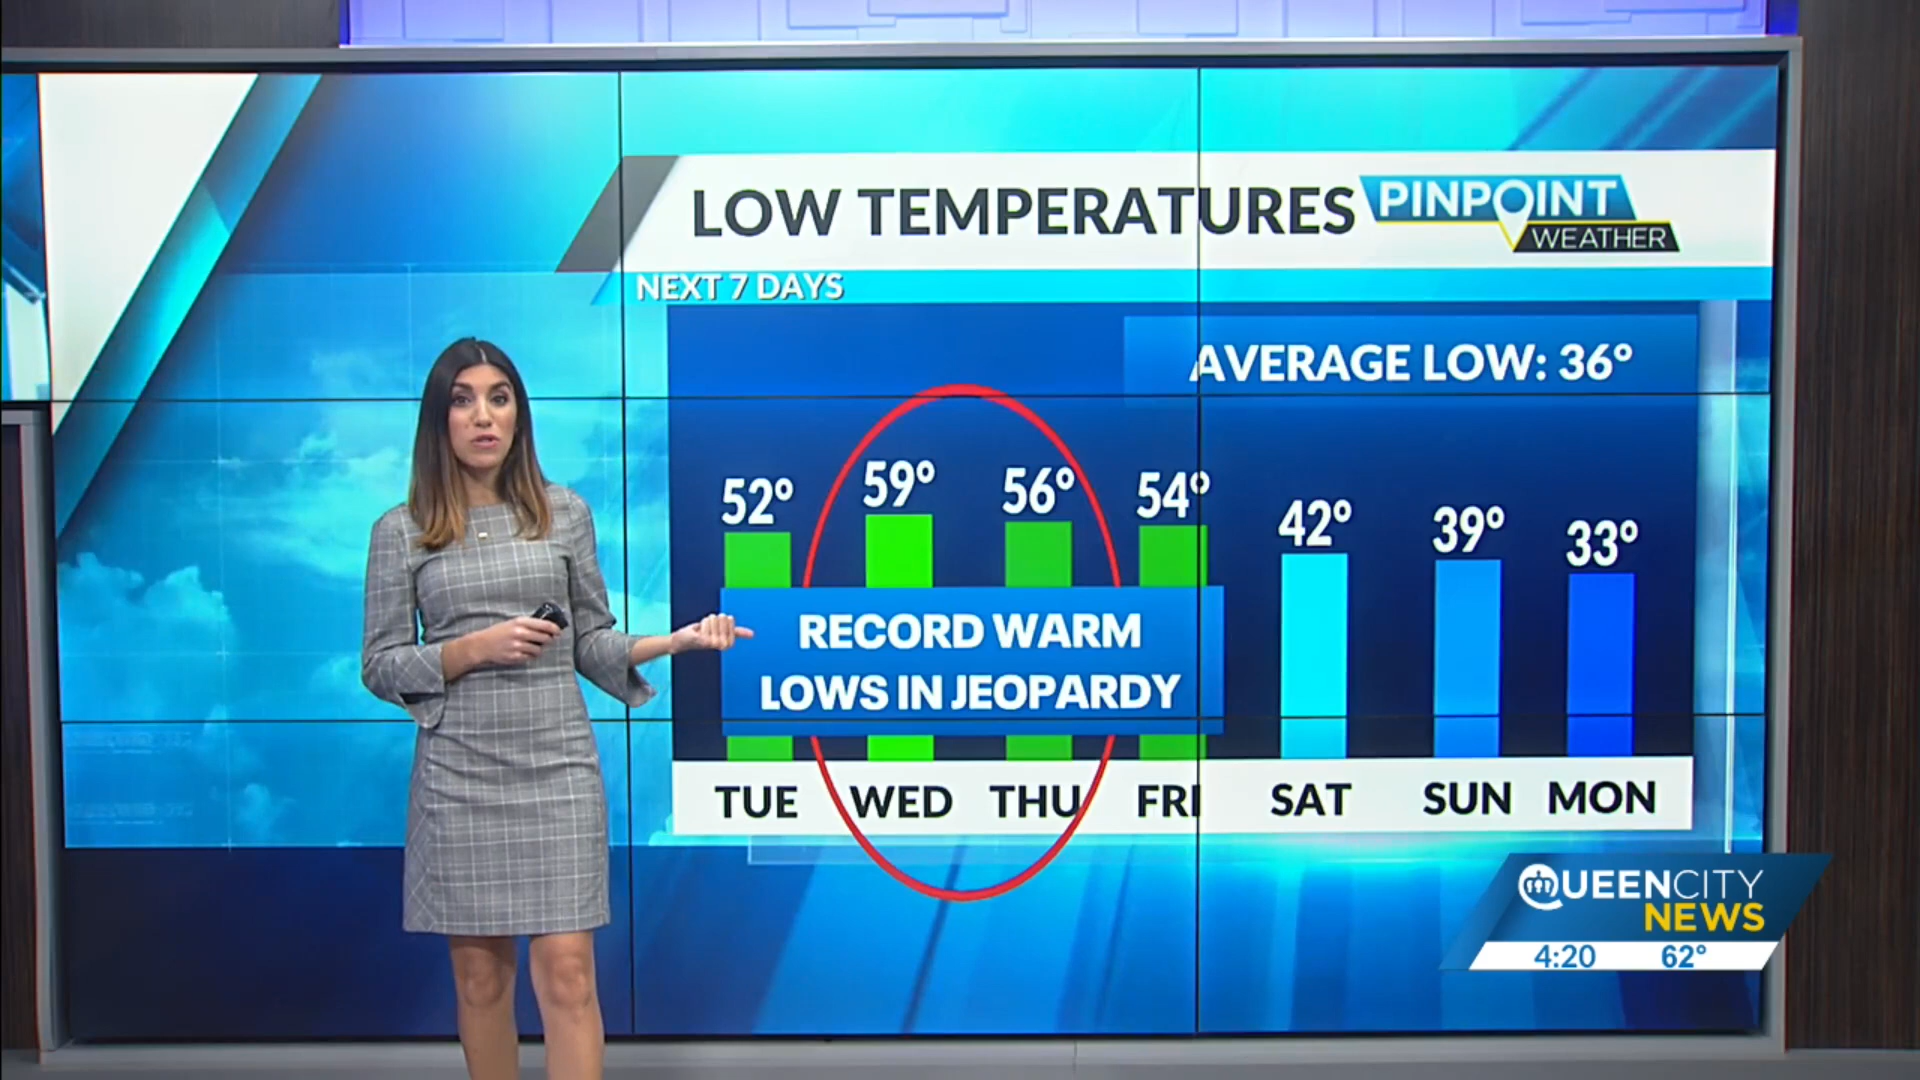 LOW TEMPERATURES
PINPOINT
WEATHER
NEXT 7 DAYS
AVERAGE LOW: 36°
52° 59° 56° 54° 42° 39° 33°
RECORD WARM
LOWS IN JEOPARDY
TUE WED THU FRI SAT SUN MON
QUEENCITY
NEWS
4:20 62°